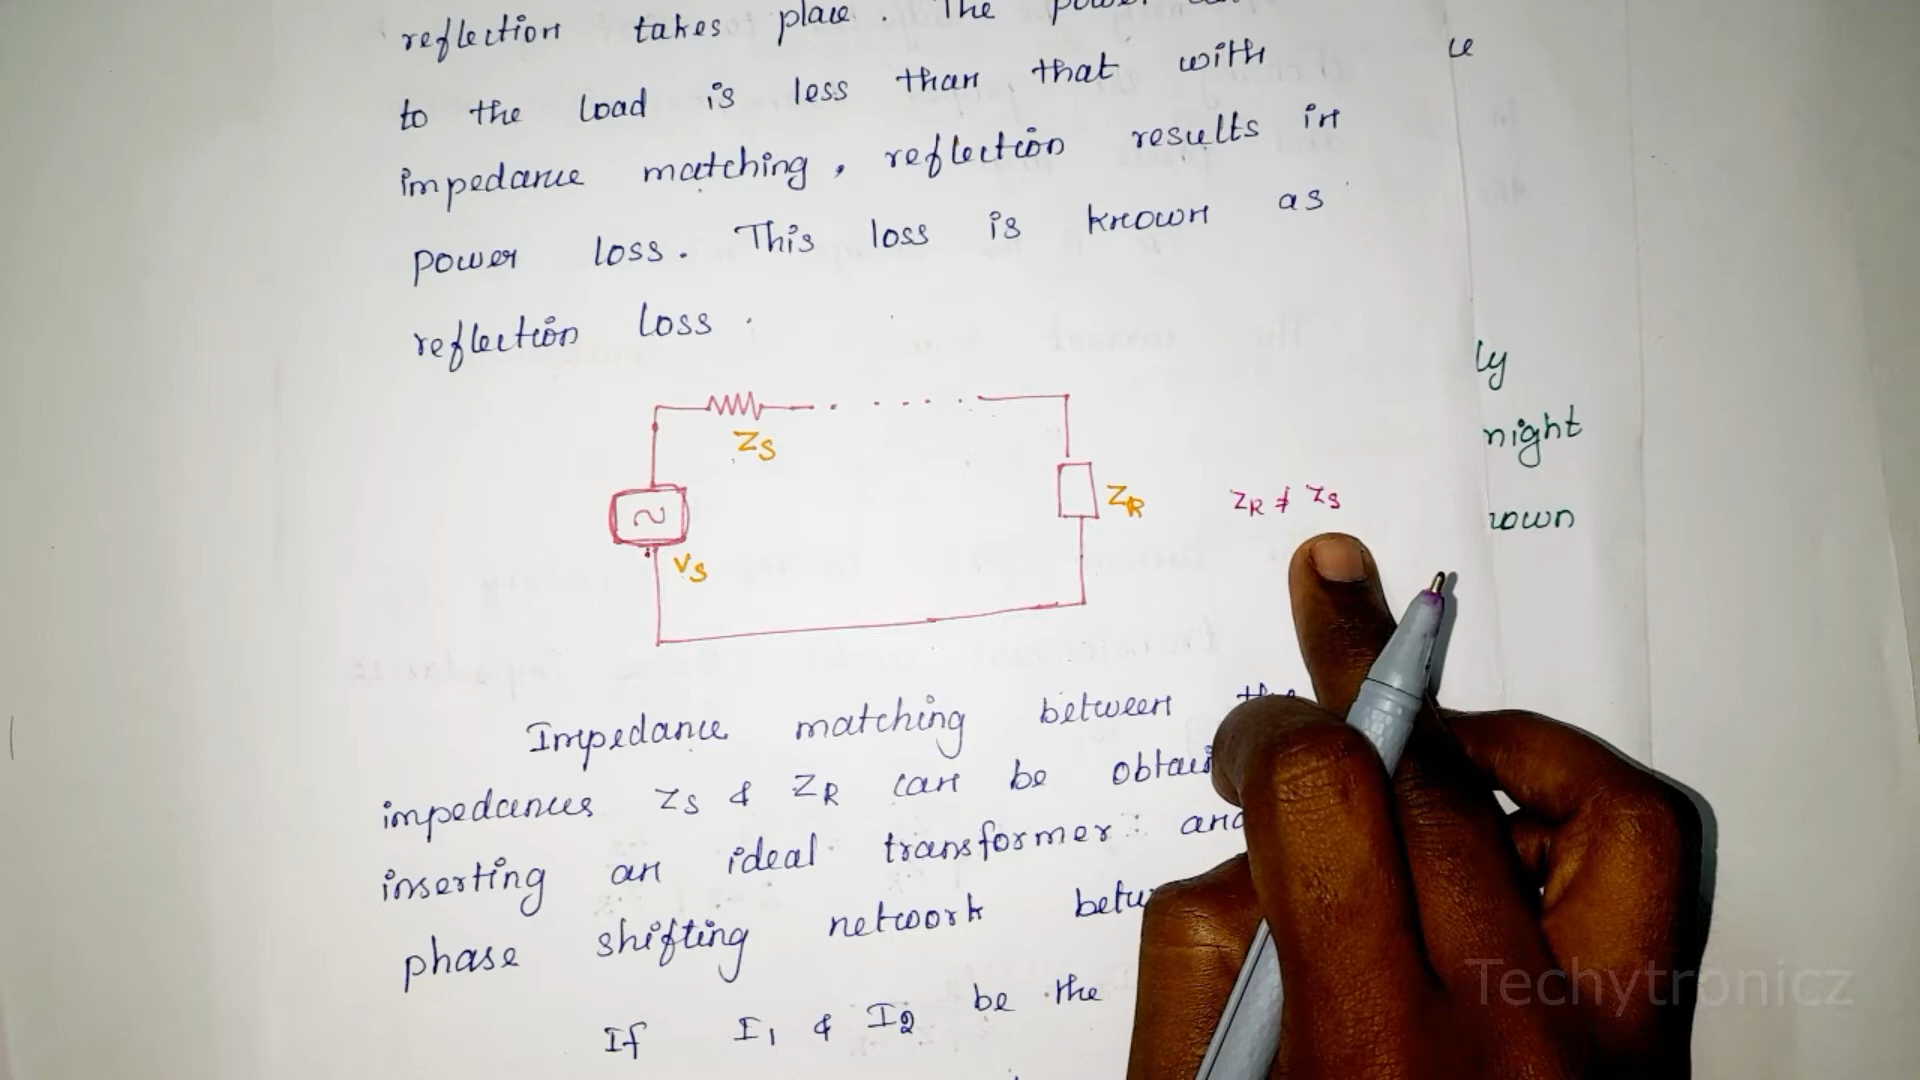 reflection takes place. The
to the load is less than that with
impedance matching, reflection results in
power loss. This loss is known as
reflection loss.
ly
night
own
ZS
ZR
ZR ≠ ZS
VS
Impedance matching between the
impedances ZS & ZR can be
inserting an ideal transformer and
phase shifting network
If I1 & I2 be the
Techytronicz